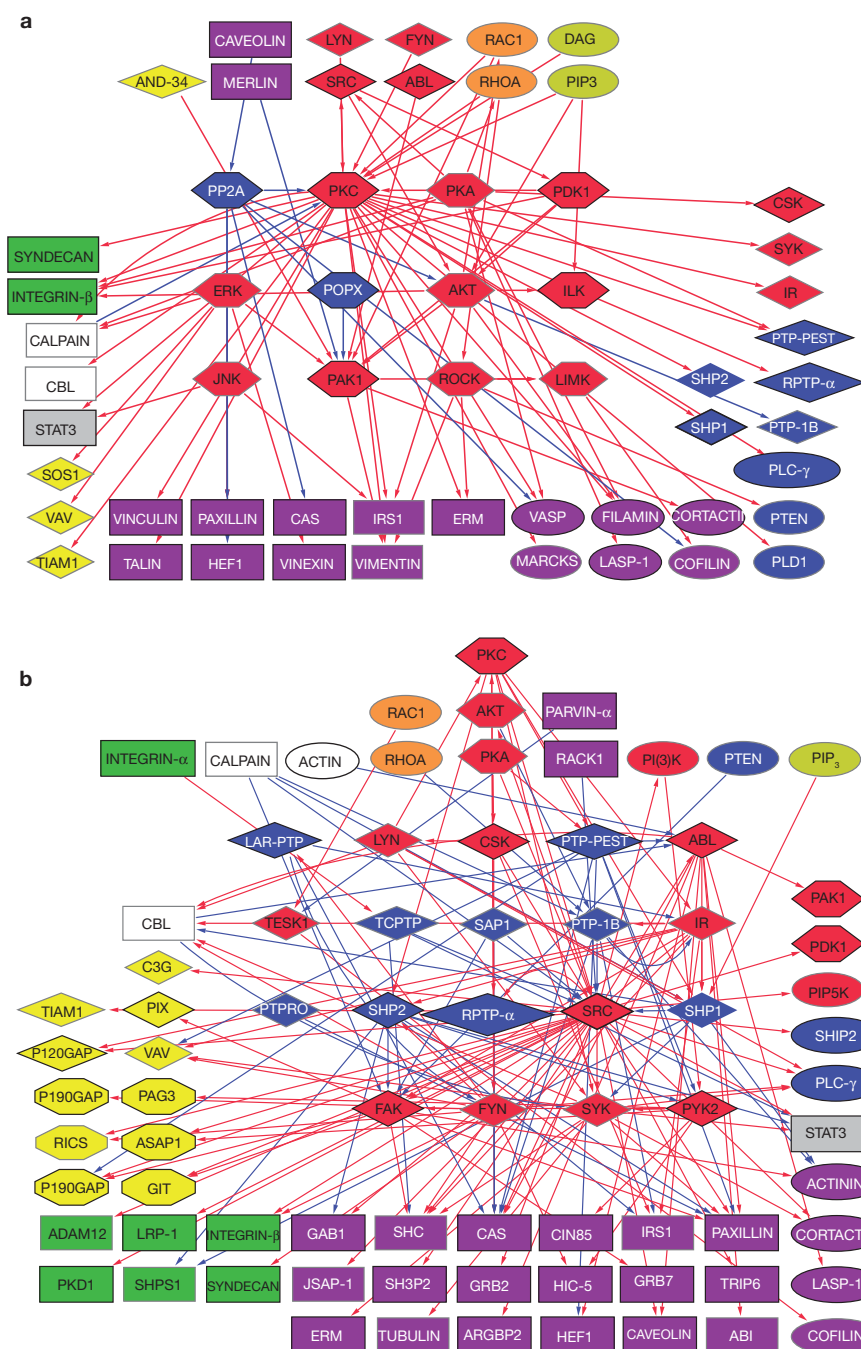 a
CAVEOLIN LYN FYN RAC1 DAG
AND-34 MERLIN SRC ABL RHOA PIP3
PP2A PKC PKA PDK1 CSK
SYNDECAN SYK
INTEGRIN-β ERK POPX AKT ILK IR
CALPAIN PTP-PEST
CBL JNK PAK1 ROCK LIMK SHP2 RPTP-α
STAT3 SHP1 PTP-1B
SOS1 PLC-γ
VAV VINCULIN PAXILLIN CAS IRS1 ERM VASP FILAMIN CORTACTIN PTEN
TIAM1 TALIN HEF1 VINEXIN VIMENTIN MARCKS LASP-1 COFILIN PLD1
b
PKC
RAC1 AKT PARVIN-α
INTEGRIN-α CALPAIN ACTIN RHOA PKA RACK1 PI(3)K PTEN PIP3
LAR-PTP LYN CSK PTP-PEST ABL
PAK1
CBL TESK1 TCPTP SAP1 PTP-1B IR
PDK1
C3G
PIP5K
TIAM1 PIX PTPRO SHP2 RPTP-α SRC SHP1
P120GAP VAV SHIP2
P190GAP PAG3 FAK FYN SYK PYK2 PLC-γ
RICS ASAP1 STAT3
P190GAP GIT ACTININ
ADAM12 LRP-1 INTEGRIN-β GAB1 SHC CAS CIN85 IRS1 PAXILLIN CORTACT
PKD1 SHPS1 SYNDECAN JSAP-1 SH3P2 GRB2 HIC-5 GRB7 TRIP6 LASP-1
ERM TUBULIN ARGBP2 HEF1 CAVEOLIN ABI COFILIN